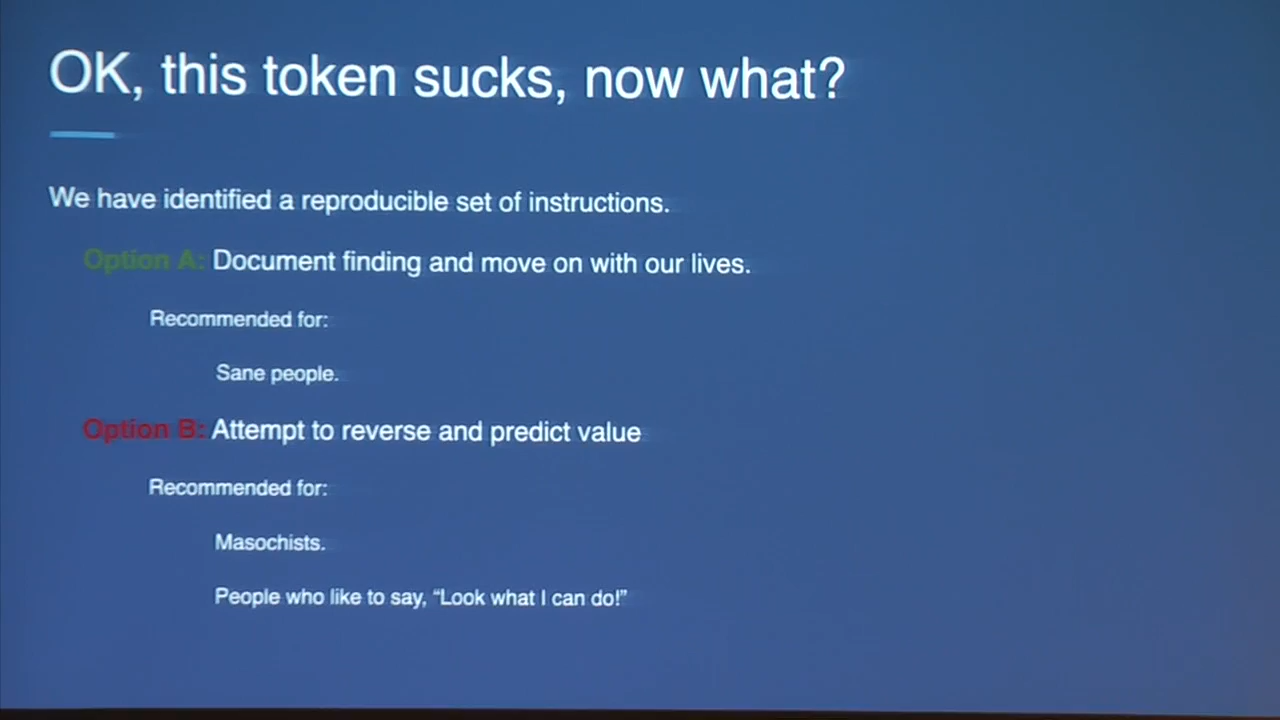 OK, this token sucks, now what?
We have identified a reproducible set of instructions.
Option A: Document finding and move on with our lives.
Recommended for:
Sane people.
Option B: Attempt to reverse and predict value
Recommended for:
Masochists.
People who like to say, “Look what I can do!”